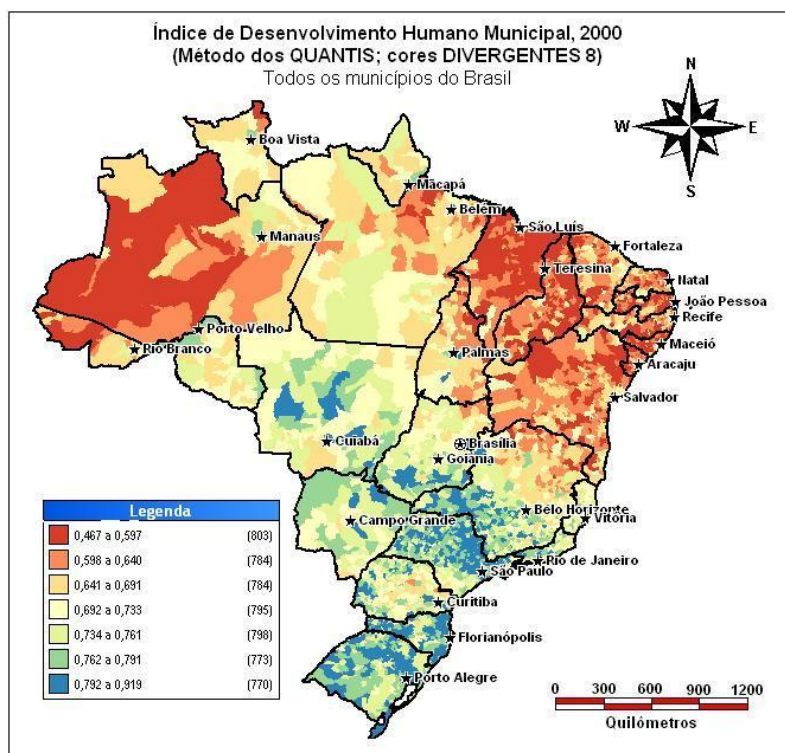 Índice de Desenvolvimento Humano Municipal, 2000
(Método dos QUANTIS; cores DIVERGENTES 8)
Todos os municípios do Brasil
N
W E
S
Boa Vista
Macapá
Belém
São Luís
Manaus
Fortaleza
Teresina
Natal
João Pessoa
Recife
Porto Velho
Maceió
Rio Branco
Palmas
Aracaju
Salvador
Cuiabá
Brasília
Goiânia
Belo Horizonte
Vitória
Campo Grande
Rio de Janeiro
São Paulo
Curitiba
Florianópolis
Porto Alegre
Legenda
0,467 a 0,597 (803)
0,598 a 0,640 (784)
0,641 a 0,691 (784)
0,692 a 0,733 (795)
0,734 a 0,761 (798)
0,762 a 0,791 (773)
0,792 a 0,919 (770)
0 300 600 900 1200
Quilómetros